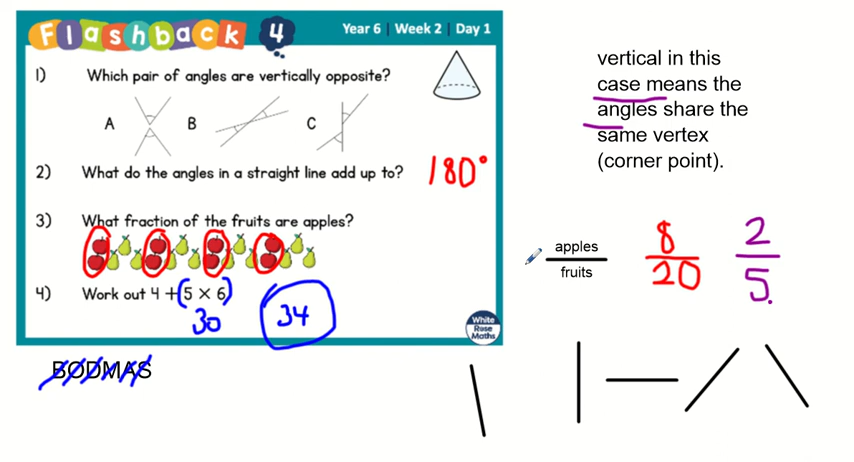 Flashback 4
Year 6 | Week 2 | Day 1
1) Which pair of angles are vertically opposite?
A B C
2) What do the angles in a straight line add up to? 180°
3) What fraction of the fruits are apples?
4) Work out 4 + (5 × 6)
30
34
White
Rose
Maths
BODMAS
vertical in this
case means the
angles share the
same vertex
(corner point).
apples
fruits
8
20
2
5.